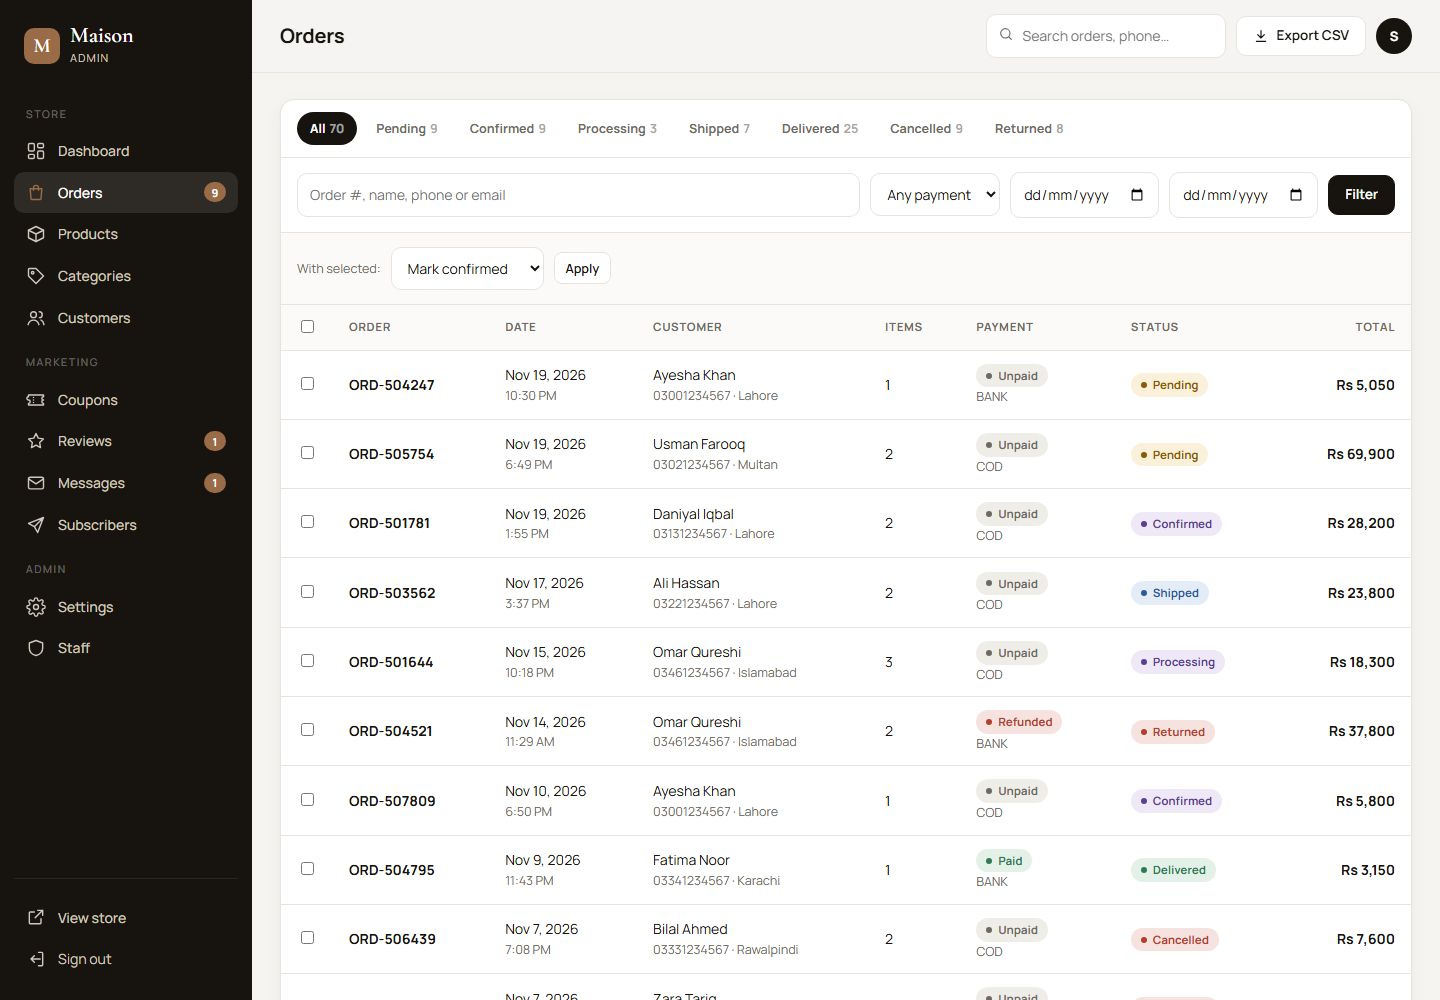 M
Maison
ADMIN
STORE
Dashboard
Orders 9
Products
Categories
Customers
MARKETING
Coupons
Reviews 1
Messages 1
Subscribers
ADMIN
Settings
Staff
View store
Sign out
Orders
Search orders, phone...
Export CSV
S
All 70 Pending 9 Confirmed 9 Processing 3 Shipped 7 Delivered 25 Cancelled 9 Returned 8
Order #, name, phone or email Any payment dd/mm/yyyy dd/mm/yyyy Filter
With selected: Mark confirmed Apply
ORDER DATE CUSTOMER ITEMS PAYMENT STATUS TOTAL
ORD-504247 Nov 19, 2026 Ayesha Khan 1 Unpaid Pending Rs 5,050
10:30 PM 03001234567 · Lahore BANK
ORD-505754 Nov 19, 2026 Usman Farooq 2 Unpaid Pending Rs 69,900
6:49 PM 03021234567 · Multan COD
ORD-501781 Nov 19, 2026 Daniyal Iqbal 2 Unpaid Confirmed Rs 28,200
1:55 PM 03131234567 · Lahore COD
ORD-503562 Nov 17, 2026 Ali Hassan 2 Unpaid Shipped Rs 23,800
3:37 PM 03221234567 · Lahore COD
ORD-501644 Nov 15, 2026 Omar Qureshi 3 Unpaid Processing Rs 18,300
10:18 PM 03461234567 · Islamabad COD
ORD-504521 Nov 14, 2026 Omar Qureshi 2 Refunded Returned Rs 37,800
11:29 AM 03461234567 · Islamabad BANK
ORD-507809 Nov 10, 2026 Ayesha Khan 1 Unpaid Confirmed Rs 5,800
6:50 PM 03001234567 · Lahore COD
ORD-504795 Nov 9, 2026 Fatima Noor 1 Paid Delivered Rs 3,150
11:43 PM 03341234567 · Karachi BANK
ORD-506439 Nov 7, 2026 Bilal Ahmed 2 Unpaid Cancelled Rs 7,600
7:08 PM 03331234567 · Rawalpindi COD
Nov 7, 2026 Zara Tariq Unpaid